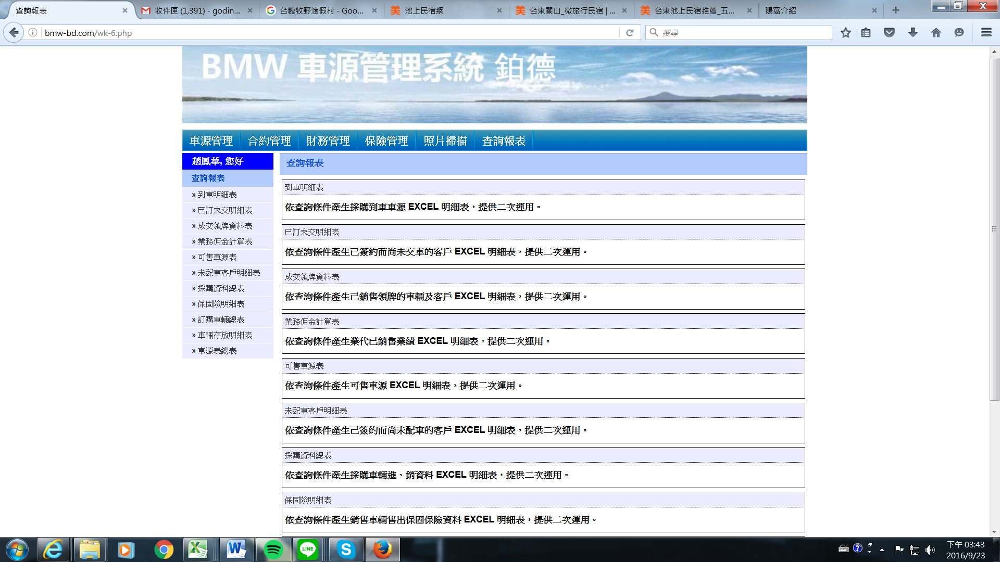 查詢報表
收件匣 (1,391) - godin...
台糖牧野渡假村 - Goo...
池上民宿網
台東關山_微旅行民宿 | ...
台東池上民宿推薦_五...
鵝窩介紹
bmw-bd.com/wk-6.php
搜尋
BMW 車源管理系統 鉑德
車源管理 合約管理 財務管理 保險管理 照片掃描 查詢報表
趙鳳華, 您好
查詢報表
» 到車明細表
» 已訂未交明細表
» 成交領牌資料表
» 業務佣金計算表
» 可售車源表
» 未配車客戶明細表
» 採購資料總表
» 保固險明細表
» 訂購車輛總表
» 車輛存放明細表
» 車源表總表
查詢報表
到車明細表
依查詢條件產生採購到車車源 EXCEL 明細表，提供二次運用。
已訂未交明細表
依查詢條件產生已簽約而尚未交車的客戶 EXCEL 明細表，提供二次運用。
成交領牌資料表
依查詢條件產生已銷售領牌的車輛及客戶 EXCEL 明細表，提供二次運用。
業務佣金計算表
依查詢條件產生業代已銷售業績 EXCEL 明細表，提供二次運用。
可售車源表
依查詢條件產生可售車源 EXCEL 明細表，提供二次運用。
未配車客戶明細表
依查詢條件產生已簽約而尚未配車的客戶 EXCEL 明細表，提供二次運用。
採購資料總表
依查詢條件產生採購車輛進、銷資料 EXCEL 明細表，提供二次運用。
保固險明細表
依查詢條件產生銷售車輛售出保固保險資料 EXCEL 明細表，提供二次運用。
LINE
下午 03:43
2016/9/23